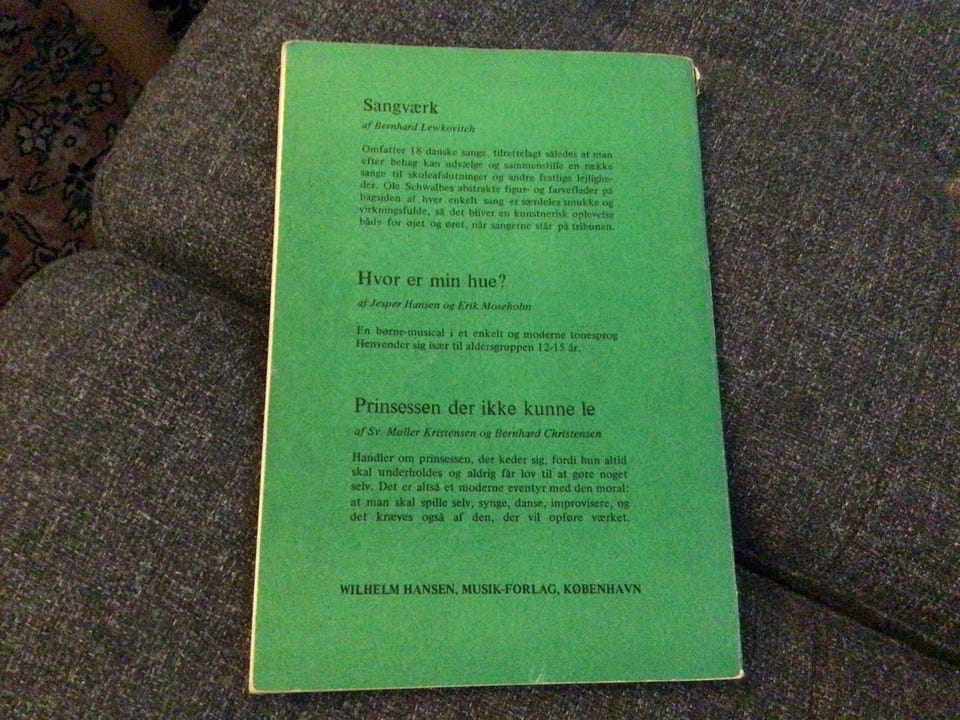 Sangværk
af Bernhard Lewkovitch
Omfatter 18 danske sange, tilrettelagt således at man
efter behag kan udvælge og sammenstille en række
sange til skoleafslutninger og andre festlige lejlighe-
der. Ole Schwalbes abstrakte figur- og farveflader på
bagsiden af hver enkelt sang er særdeles smukke og
virkningsfulde, så det bliver en kunstnerisk oplevelse
både for øjet og øret, når sangerne står på tribunen.
Hvor er min hue?
af Jesper Hansen og Erik Moseholm
En børne-musical i et enkelt og moderne tonesprog
Henvender sig især til aldersgruppen 12-15 år.
Prinsessen der ikke kunne le
af Sv. Møller Kristensen og Bernhard Christensen
Handler om prinsessen, der keder sig, fordi hun altid
skal underholdes og aldrig får lov til at gøre noget
selv. Det er altså et moderne eventyr med den moral:
at man skal spille selv, synge, danse, improvisere, og
det kræves også af den, der vil opføre værket.
WILHELM HANSEN, MUSIK-FORLAG, KØBENHAVN